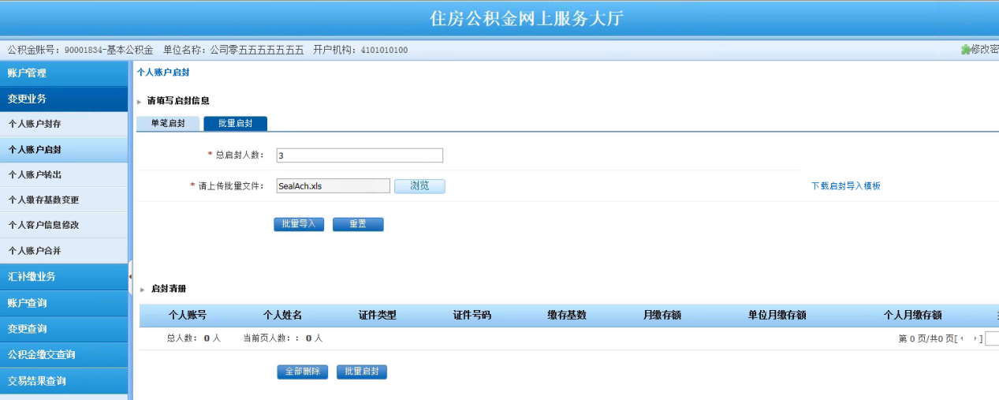 住房公积金网上服务大厅
公积金账号: 90001834-基本公积金 单位名称: 公司零五五五五五五五 开户机构: 4101010100 修改密
账户管理
个人账户启封
变更业务
请填写启封信息
个人账户封存
单笔启封 批量启封
个人账户启封
* 总启封人数: 3
个人账户转出
* 请上传批量文件: SealAch.xls 浏览 下载启封导入模板
个人缴存基数变更
个人客户信息修改
批量导入 重置
个人账户合并
汇补缴业务
启封清册
账户查询
个人账号 个人姓名 证件类型 证件号码 缴存基数 月缴存额 单位月缴存额 个人月缴存额
变更查询
总人数: 0 人 当前页人数: : 0 人 第 0 页/共0 页[ ]
公积金缴交查询
全部删除 批量启封
交易结果查询